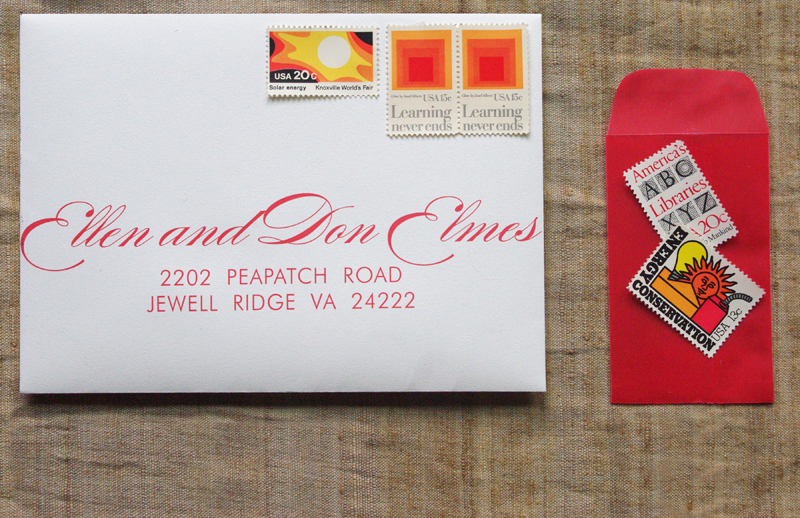 USA 20c
Solar energy Knoxville World's Fair
USA 15c
Learning
never ends
USA 15c
Learning
never ends
Ellen and Don Elmes
2202 PEAPATCH ROAD
JEWELL RIDGE VA 24222
America's
ABC
Libraries
XYZ
USA 20c
ENERGY
CONSERVATION
USA 13c